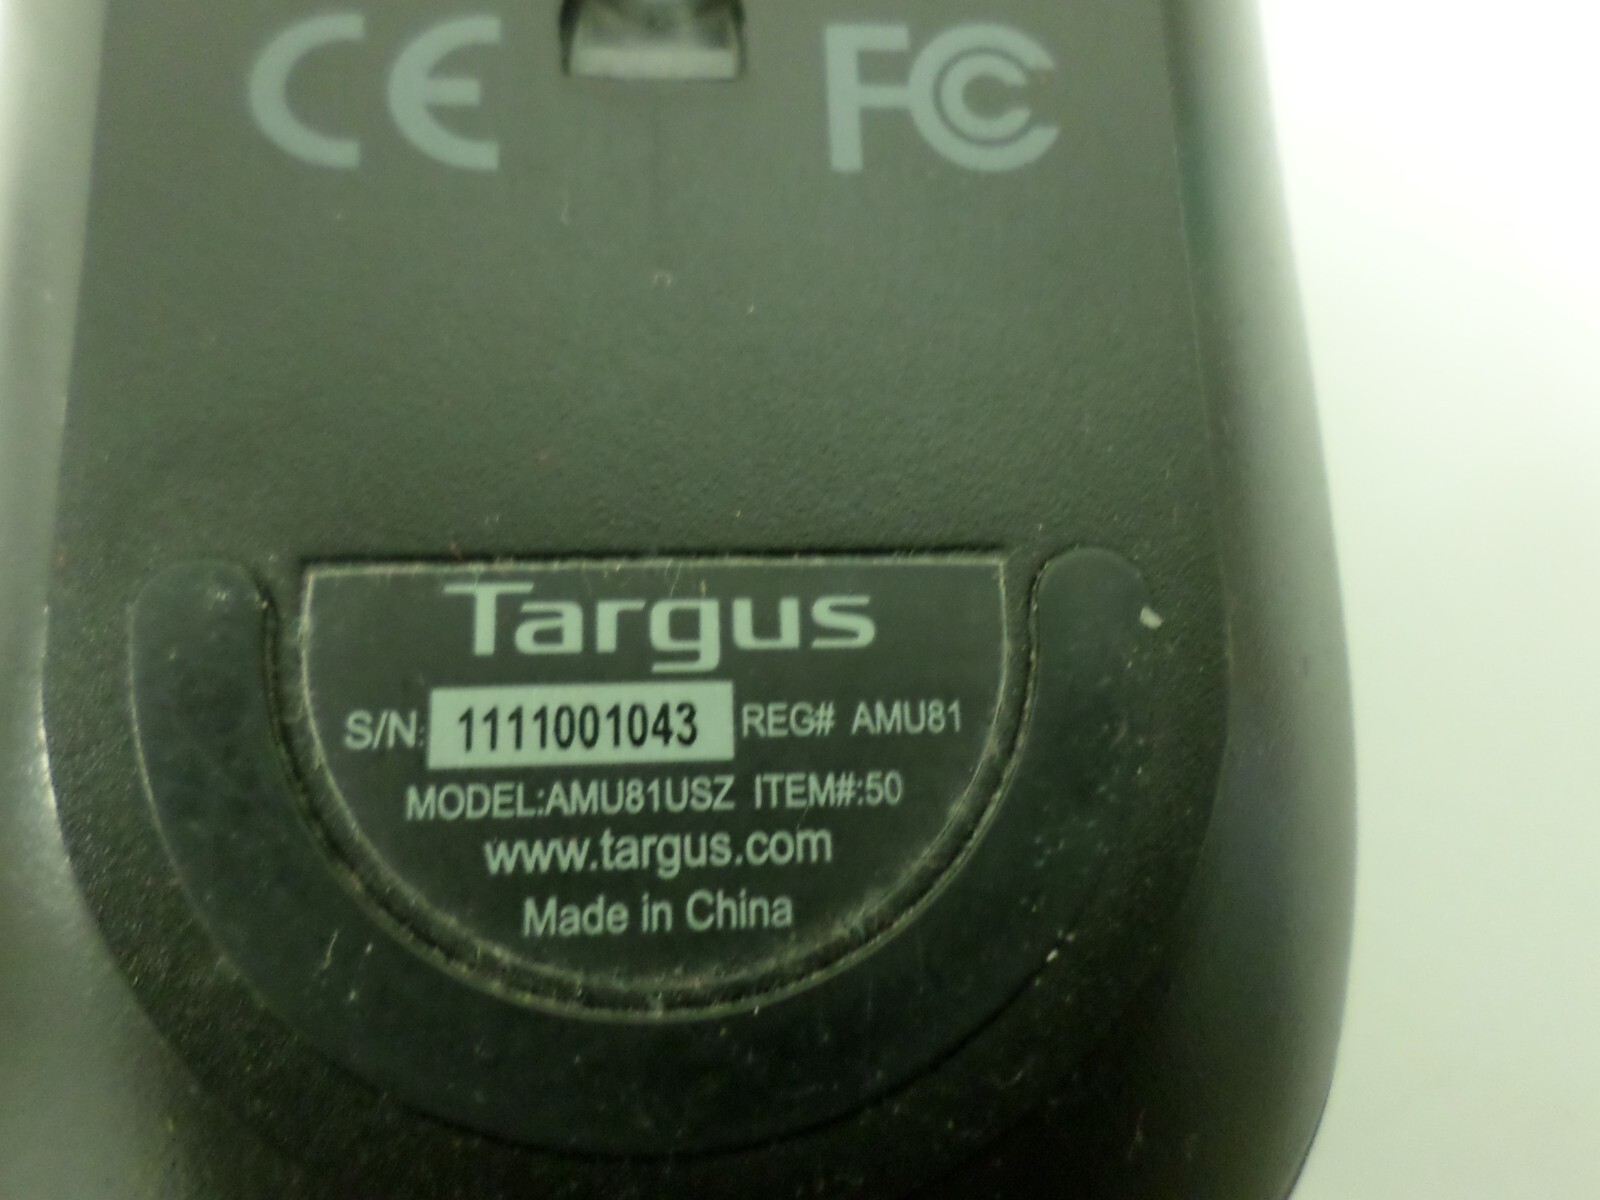 CE FC
Targus
S/N: 1111001043 REG# AMU81
MODEL:AMU81USZ ITEM#:50
www.targus.com
Made in China